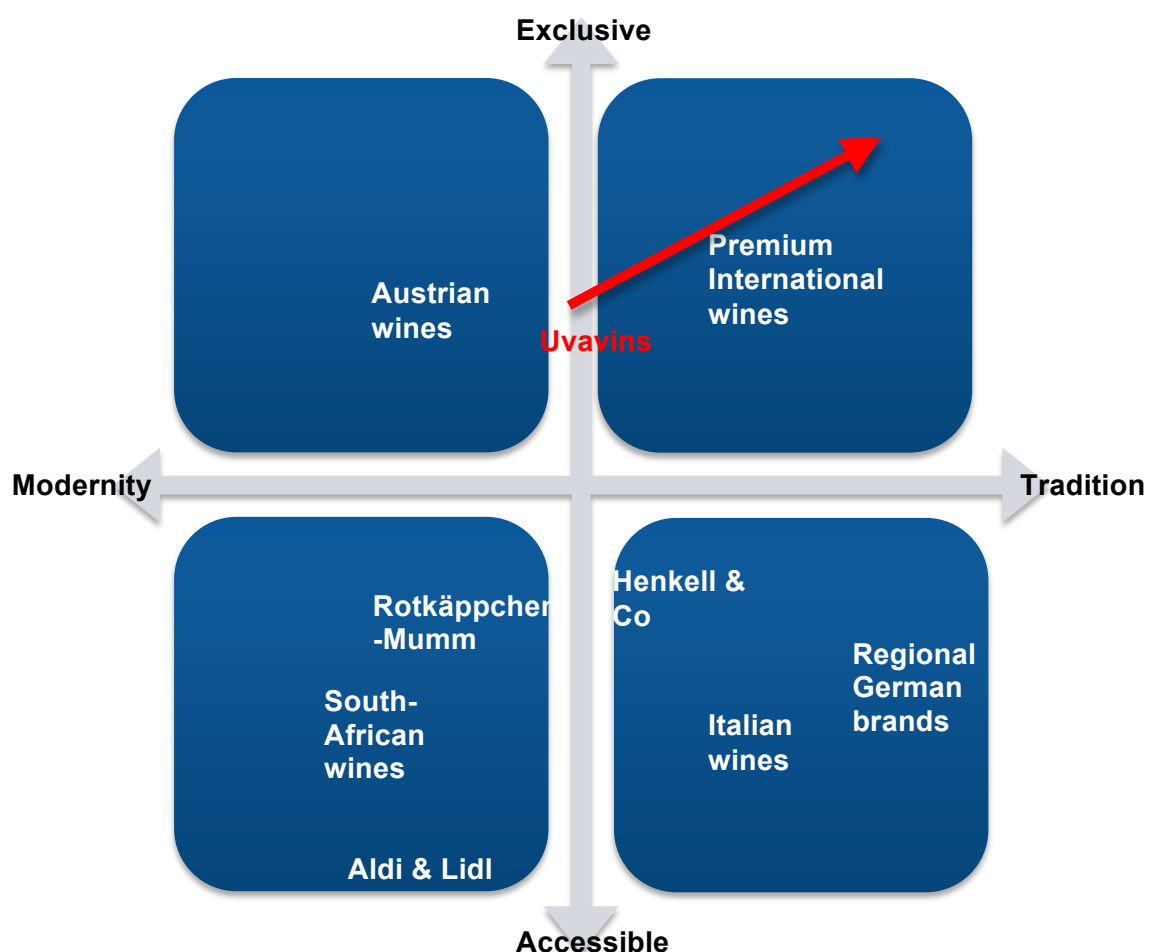 Exclusive
Premium
International
wines
Austrian
wines
Uvavins
Modernity
Tradition
Henkell &
Co
Rotkäppchen
-Mumm
Regional
German
brands
South-
African
wines
Italian
wines
Aldi & Lidl
Accessible